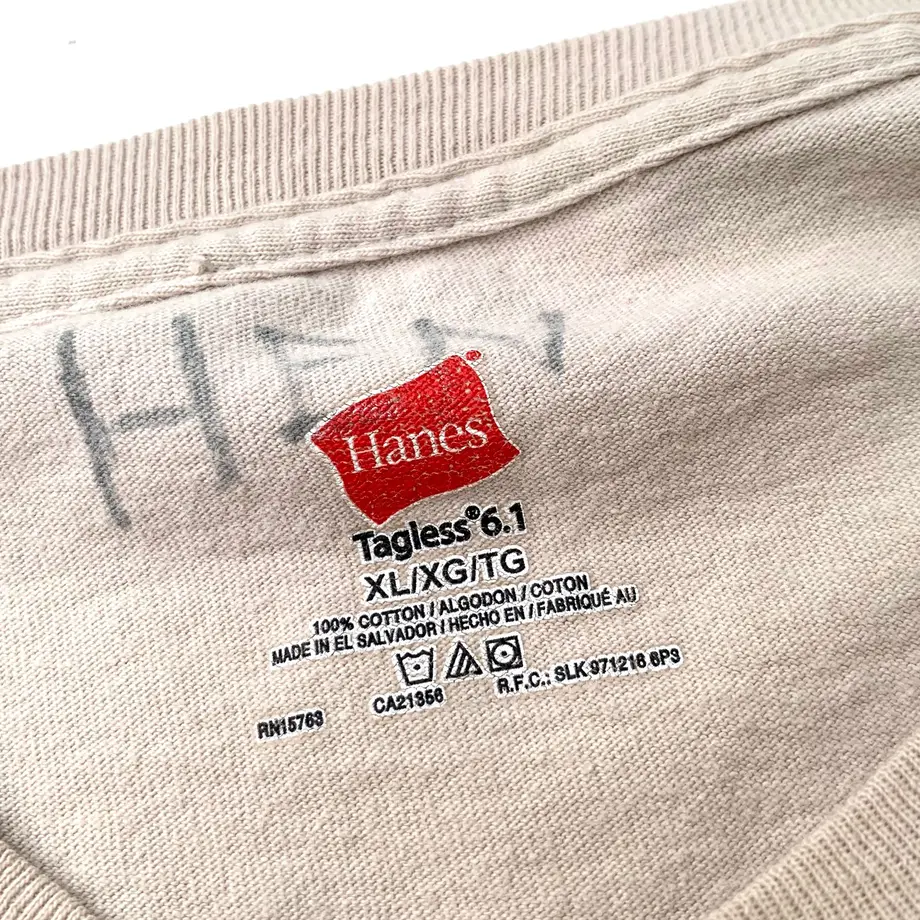 Hanes
Tagless® 6.1
XL/XG/TG
100% COTTON / ALGODON / COTON
MADE IN EL SALVADOR / HECHO EN / FABRIQUÉ AU
RN15763 CA21356 R.F.C.: SLK 971216 6P3